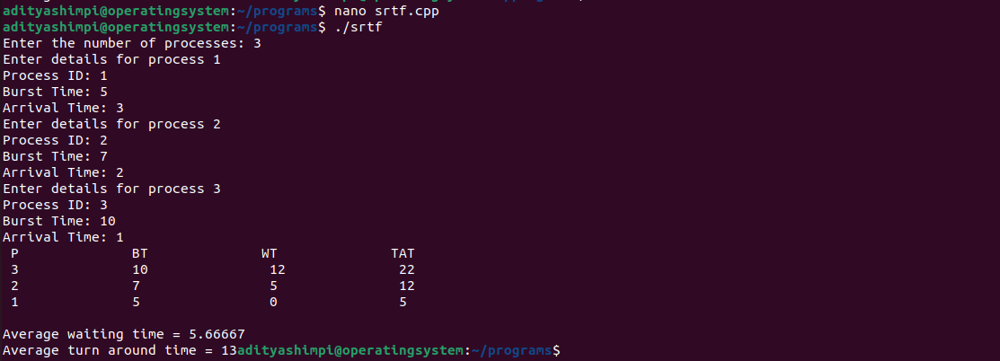 adityashimpi@operatingsystem:~/programs$ nano srtf.cpp
adityashimpi@operatingsystem:~/programs$ ./srtf
Enter the number of processes: 3
Enter details for process 1
Process ID: 1
Burst Time: 5
Arrival Time: 3
Enter details for process 2
Process ID: 2
Burst Time: 7
Arrival Time: 2
Enter details for process 3
Process ID: 3
Burst Time: 10
Arrival Time: 1
P BT WT TAT
3 10 12 22
2 7 5 12
1 5 0 5
Average waiting time = 5.66667
Average turn around time = 13adityashimpi@operatingsystem:~/programs$